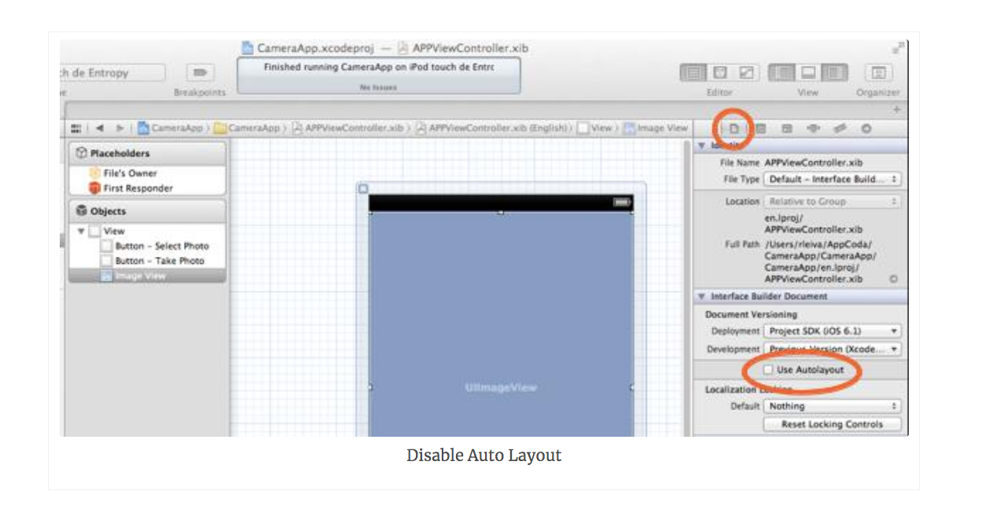 CameraApp.xcodeproj — APPViewController.xib
Finished running CameraApp on iPod touch de Entro
No Issues
ch de Entropy
Breakpoints
Editor
View
Organizer
CameraApp
CameraApp
APPViewController.xib
APPViewController.xib (English)
View
Image View
Placeholders
File's Owner
First Responder
Objects
View
Button – Select Photo
Button – Take Photo
Image View
UIImageView
Identity
File Name APPViewController.xib
File Type Default – Interface Build...
Location Relative to Group
en.lproj/
APPViewController.xib
Full Path /Users/rleiva/AppCoda/
CameraApp/CameraApp/
CameraApp/en.lproj/
APPViewController.xib
Interface Builder Document
Document Versioning
Deployment Project SDK (iOS 6.1)
Development Previous Version (Xcode...
Use Autolayout
Localization Locking
Default Nothing
Reset Locking Controls
Disable Auto Layout